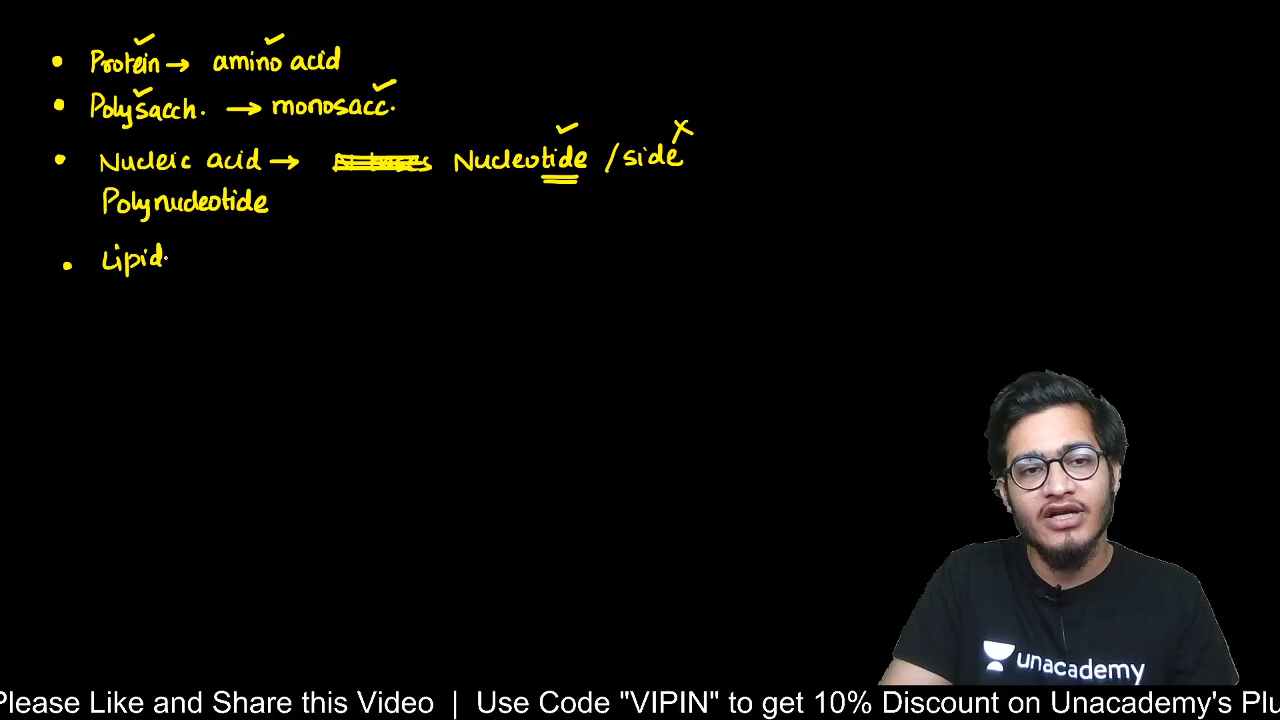 • Protein → amino acid
• Polysacch. → monosacc.
• Nucleic acid → Nucleotide / side
Polynucleotide
• Lipid
unacademy
Please Like and Share this Video | Use Code "VIPIN" to get 10% Discount on Unacademy's Plu